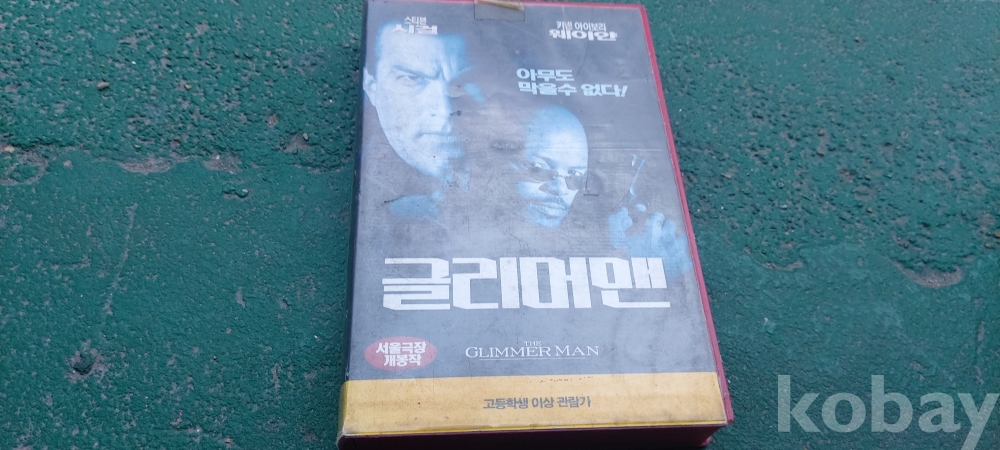 스티븐
시걸
키넌 아이보리
웨이언
아무도
막을수 없다!
글리머맨
서울극장
개봉작
THE
GLIMMER MAN
고등학생 이상 관람가
kobay